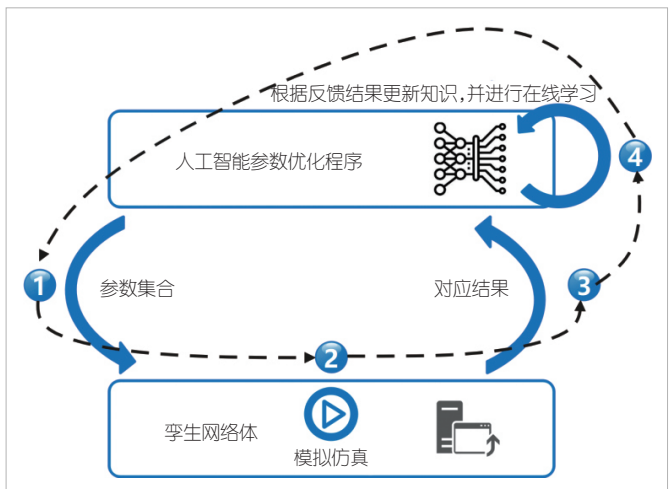 根据反馈结果更新知识,并进行在线学习
人工智能参数优化程序
4
1
参数集合
对应结果
3
2
孪生网络体
模拟仿真